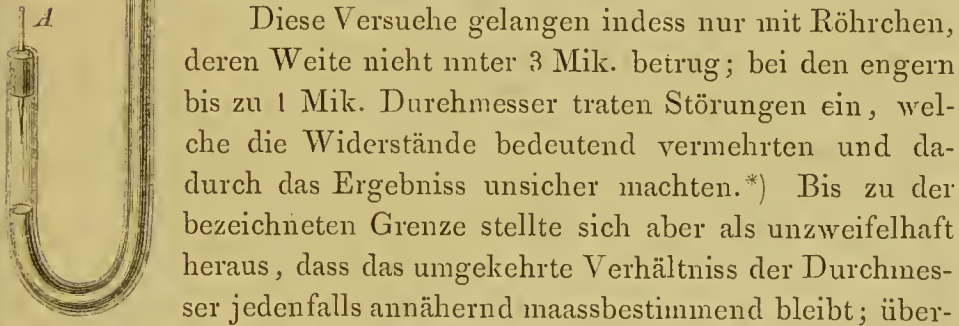 A
Diese Versuche gelangen indess nur mit Röhrchen,
deren Weite nicht unter 3 Mik. betrug; bei den engern
bis zu 1 Mik. Durchmesser traten Störungen ein, wel-
che die Widerstände bedeutend vermehrten und da-
durch das Ergebniss unsicher machten.*) Bis zu der
bezeichneten Grenze stellte sich aber als unzweifelhaft
heraus, dass das umgekehrte Verhältniss der Durchmes-
ser jedenfalls annähernd maassbestimmend bleibt; über-